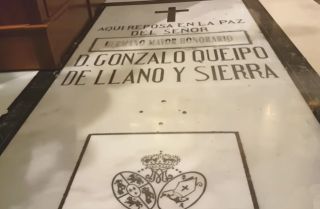 AQUI REPOSA EN LA PAZ
DEL SEÑOR
HERMANO MAYOR HONORARIO
D. GONZALO QUEIPO
DE LLANO Y SIERRA